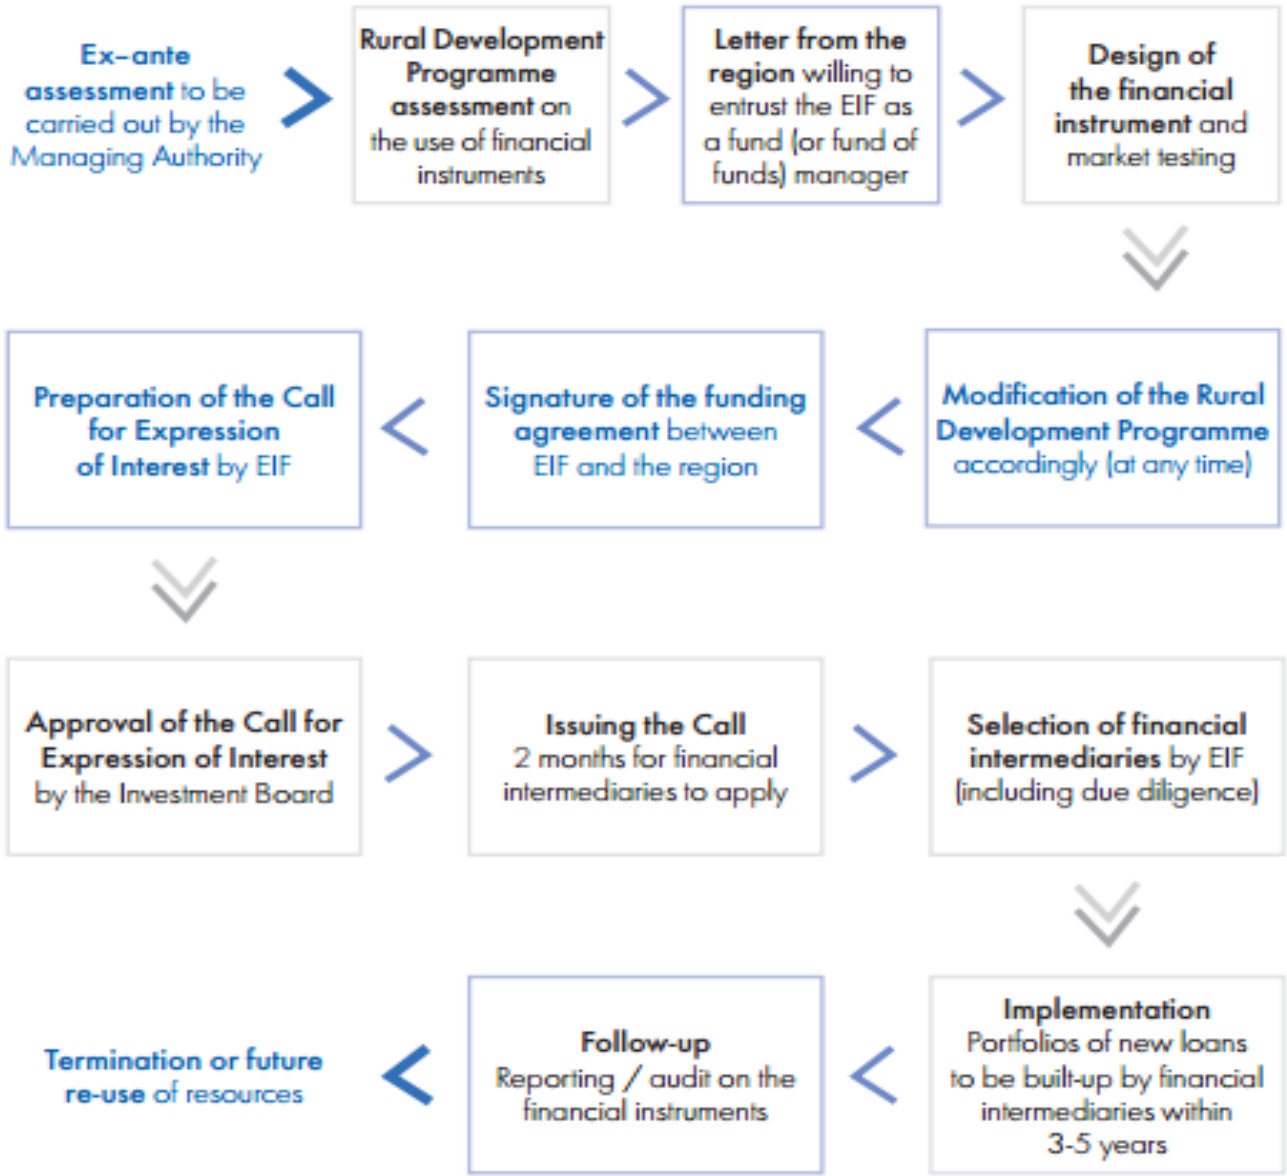 Ex–ante
assessment to be
carried out by the
Managing Authority
Rural Development
Programme
assessment on
the use of financial
instruments
Letter from the
region willing to
entrust the EIF as
a fund (or fund of
funds) manager
Design of
the financial
instrument and
market testing
Modification of the Rural
Development Programme
accordingly (at any time)
Signature of the funding
agreement between
EIF and the region
Preparation of the Call
for Expression
of Interest by EIF
Approval of the Call for
Expression of Interest
by the Investment Board
Issuing the Call
2 months for financial
intermediaries to apply
Selection of financial
intermediaries by EIF
(including due diligence)
Implementation
Portfolios of new loans
to be built-up by financial
intermediaries within
3-5 years
Follow-up
Reporting / audit on the
financial instruments
Termination or future
re-use of resources